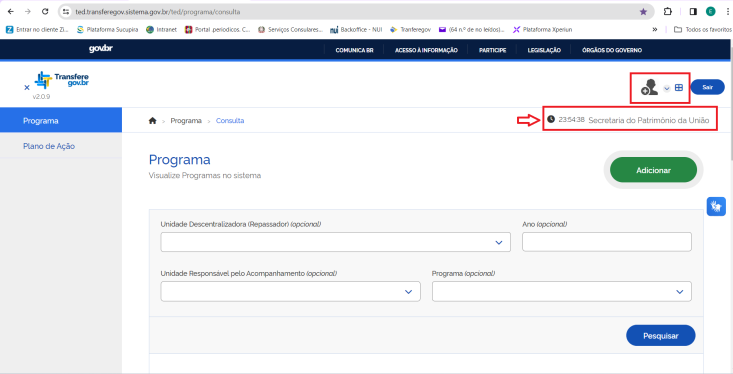 ted.transferegov.sistema.gov.br/ted/programa/consulta
Entrar no cliente Zi... Plataforma Sucupira Intranet Portal .periodicos. C... Serviços Consulares... Backoffice - NUI Tranferegov (64 n.º de no leídos)... Plataforma Xperiun » Todos os favoritos
gov.br COMUNICA BR ACESSO À INFORMAÇÃO PARTICIPE LEGISLAÇÃO ÓRGÃOS DO GOVERNO
× Transfere gov.br Sair
v2.0.9
Programa
Programa > Consulta 23:54:38 Secretaria do Patrimônio da União
Plano de Ação
Programa
Visualize Programas no sistema
Adicionar
Unidade Descentralizadora (Repassador) (opcional) Ano (opcional)
Unidade Responsável pelo Acompanhamento (opcional) Programa (opcional)
Pesquisar